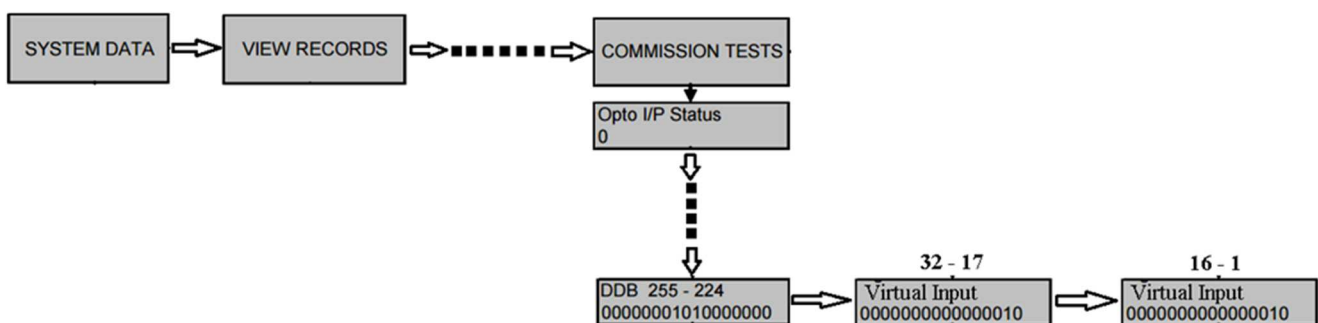 SYSTEM DATA
VIEW RECORDS
COMMISSION TESTS
Opto I/P Status
0
32 - 17
16 - 1
DDB 255 - 224
00000001010000000
Virtual Input
0000000000000010
Virtual Input
0000000000000010